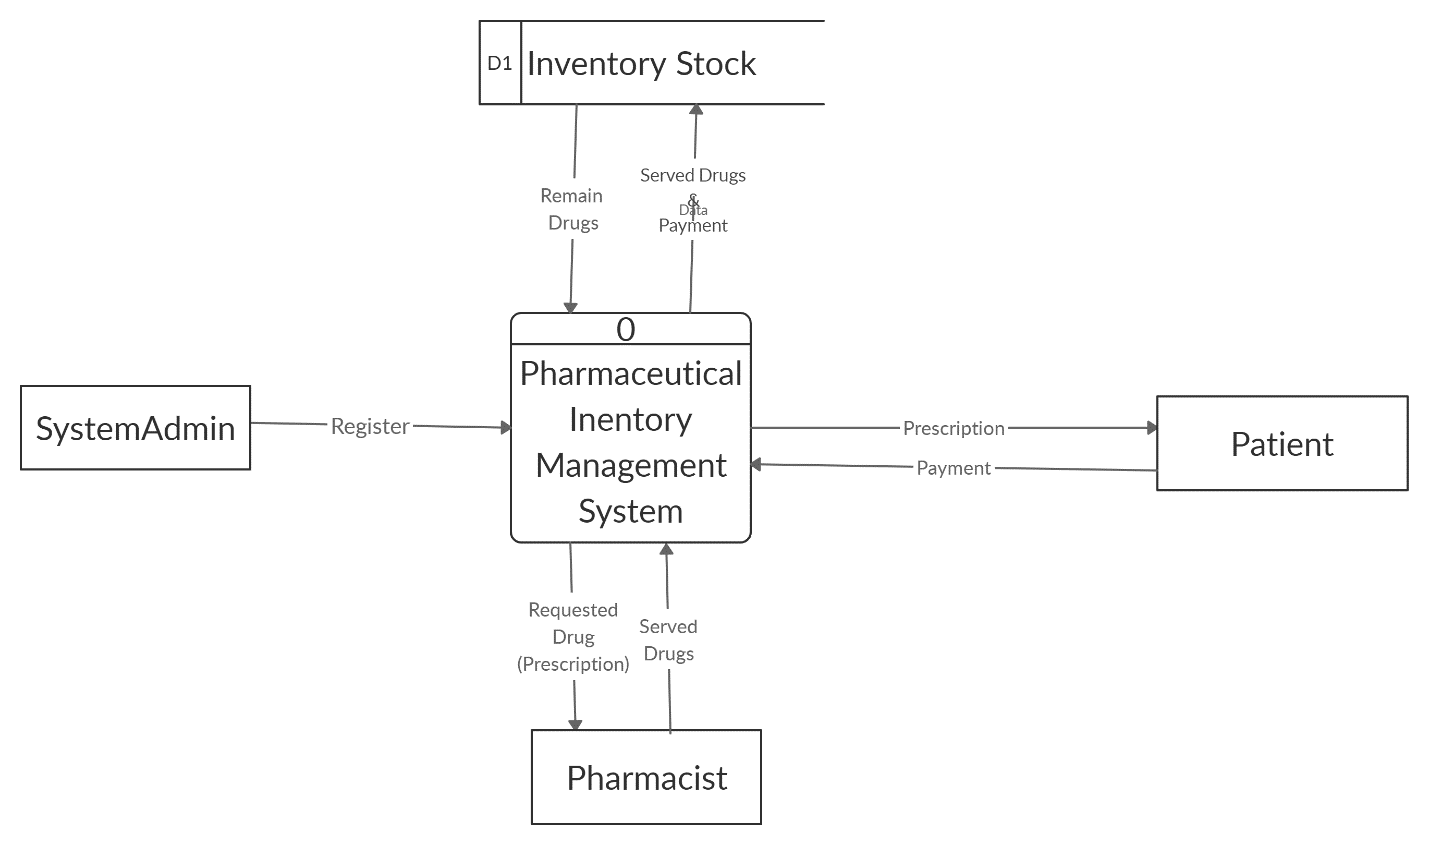 D1 Inventory Stock
Remain
Drugs
Served Drugs
&
Data
Payment
0
Pharmaceutical
Inentory
Management
System
SystemAdmin
Register
Prescription
Payment
Patient
Requested
Drug
(Prescription)
Served
Drugs
Pharmacist